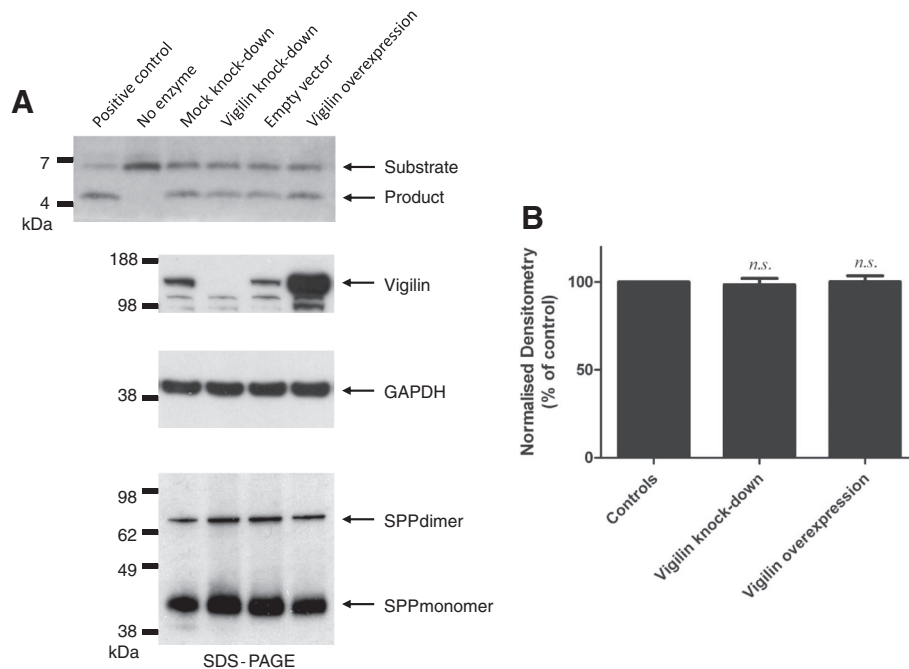 A
Positive control
No enzyme
Mock knock-down
Vigilin knock-down
Empty vector
Vigilin overexpression
7
4
kDa
Substrate
Product
188
98
Vigilin
38
GAPDH
98
62
49
38
kDa
SPPdimer
SPPmonomer
SDS-PAGE
B
Normalised Densitometry
(% of control)
100
50
0
n.s.
n.s.
Controls
Vigilin knock-down
Vigilin overexpression